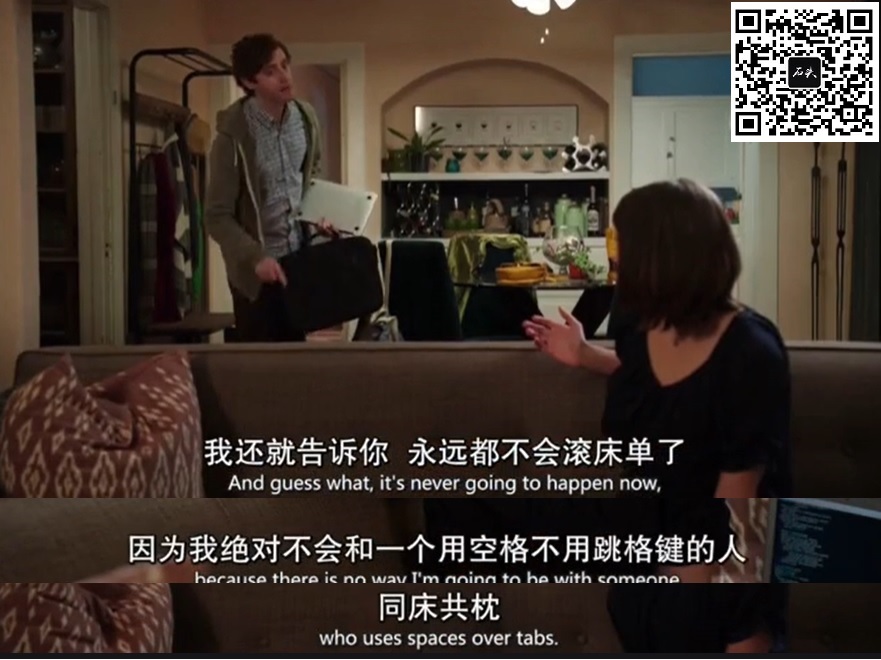 石头
我还就告诉你 永远都不会滚床单了
And guess what, it's never going to happen now,
因为我绝对不会和一个用空格不用跳格键的人
because there is no way I'm going to be with someone
同床共枕
who uses spaces over tabs.